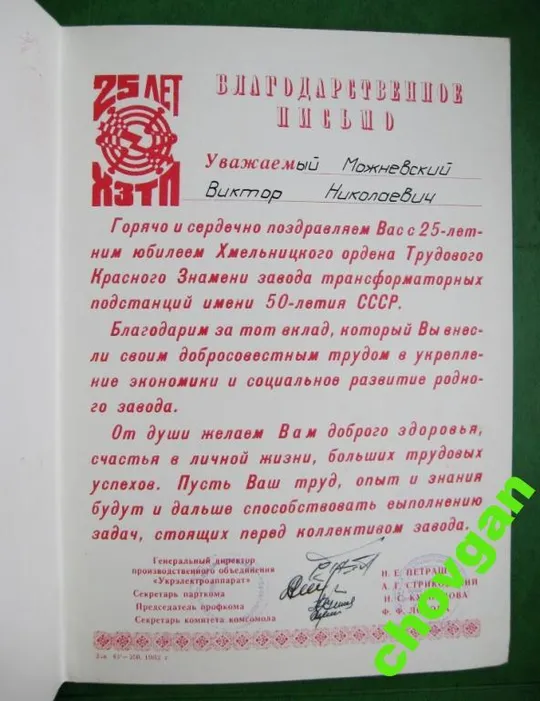 25 ЛЕТ
ХЗТП
БЛАГОДАРСТВЕННОЕ
ПИСЬМО
Уважаемый Можневский
Виктор Николаевич
Горячо и сердечно поздравляем Вас с 25-лет-
ним юбилеем Хмельницкого ордена Трудового
Красного Знамени завода трансформаторных
подстанций имени 50-летия СССР.
Благодарим за тот вклад, который Вы внес-
ли своим добросовестным трудом в укрепле-
ние экономики и социальное развитие родно-
го завода.
От души желаем Вам доброго здоровья,
счастья в личной жизни, больших трудовых
успехов. Пусть Ваш труд, опыт и знания
будут и дальше способствовать выполнению
задач, стоящих перед коллективом завода.
Генеральный директор
производственного объединения
«Укрэлектроаппарат»
Н. Е. ПЕТРАШ
Секретарь парткома
А. Г.
Председатель профкома
Секретарь комитета комсомола
Ф. Ф.
chovgan